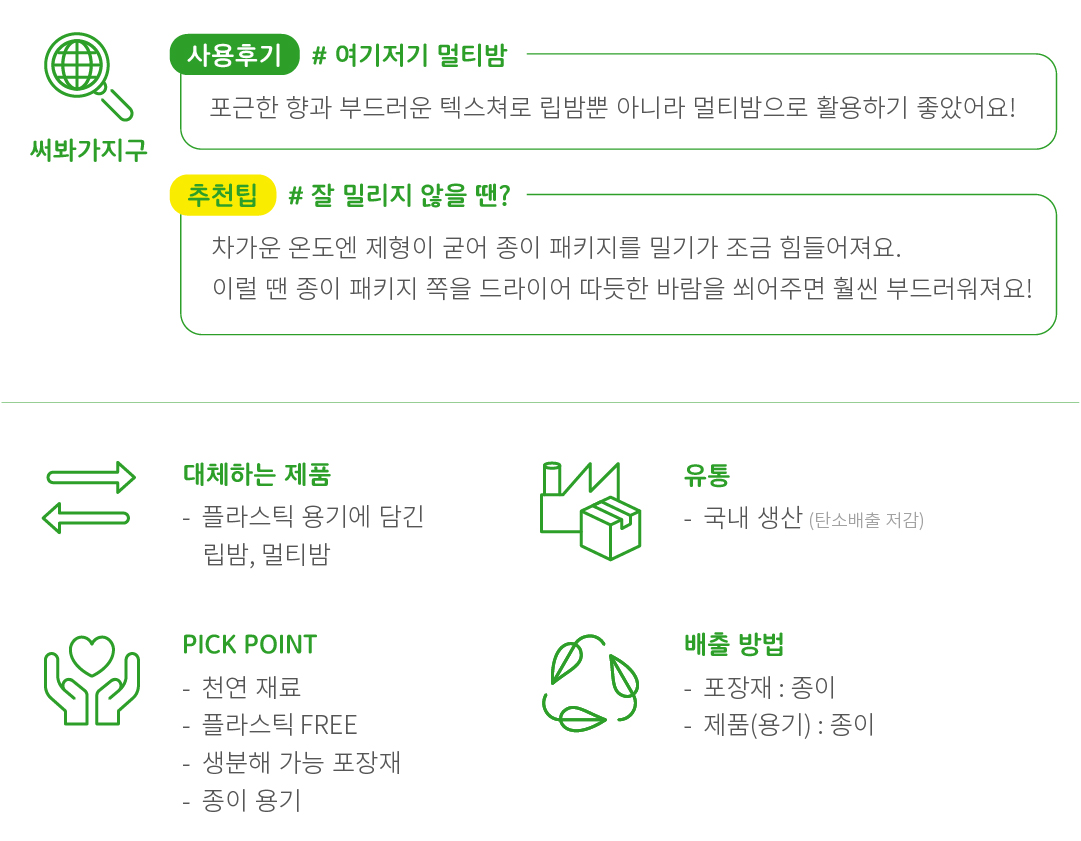 써봐가지구
사용후기 # 여기저기 멀티밤
포근한 향과 부드러운 텍스쳐로 립밤뿐 아니라 멀티밤으로 활용하기 좋았어요!
추천팁 # 잘 밀리지 않을 땐?
차가운 온도엔 제형이 굳어 종이 패키지를 밀기가 조금 힘들어져요.
이럴 땐 종이 패키지 쪽을 드라이어 따듯한 바람을 쐬어주면 훨씬 부드러워져요!
대체하는 제품
- 플라스틱 용기에 담긴
립밤, 멀티밤
유통
- 국내 생산 (탄소배출 저감)
PICK POINT
- 천연 재료
- 플라스틱 FREE
- 생분해 가능 포장재
- 종이 용기
배출 방법
- 포장재 : 종이
- 제품(용기) : 종이